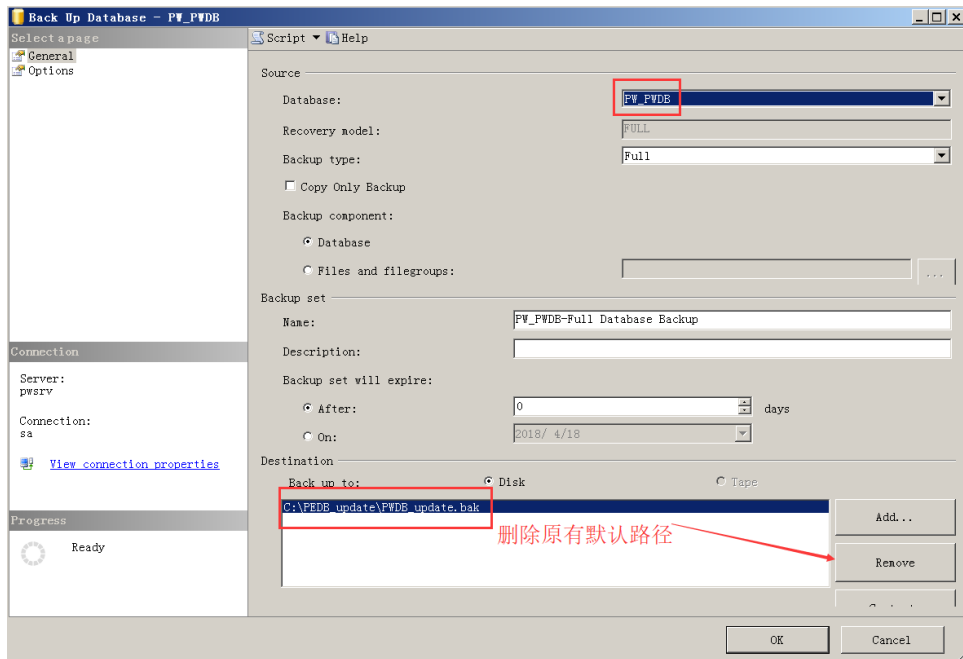 Back Up Database - PW_PWDB
Select a page
Script Help
General
Options
Source
Database: PW_PWDB
Recovery model: FULL
Backup type: Full
Copy Only Backup
Backup component:
Database
Files and filegroups: ...
Backup set
Name: PW_PWDB-Full Database Backup
Description:
Backup set will expire:
After: 0 days
On: 2018/ 4/18
Connection
Server:
pwsrv
Connection:
sa
View connection properties
Destination
Back up to: Disk Tape
C:\PEDB_update\PWDB_update.bak
Add...
删除原有默认路径
Remove
Progress
Ready
OK Cancel